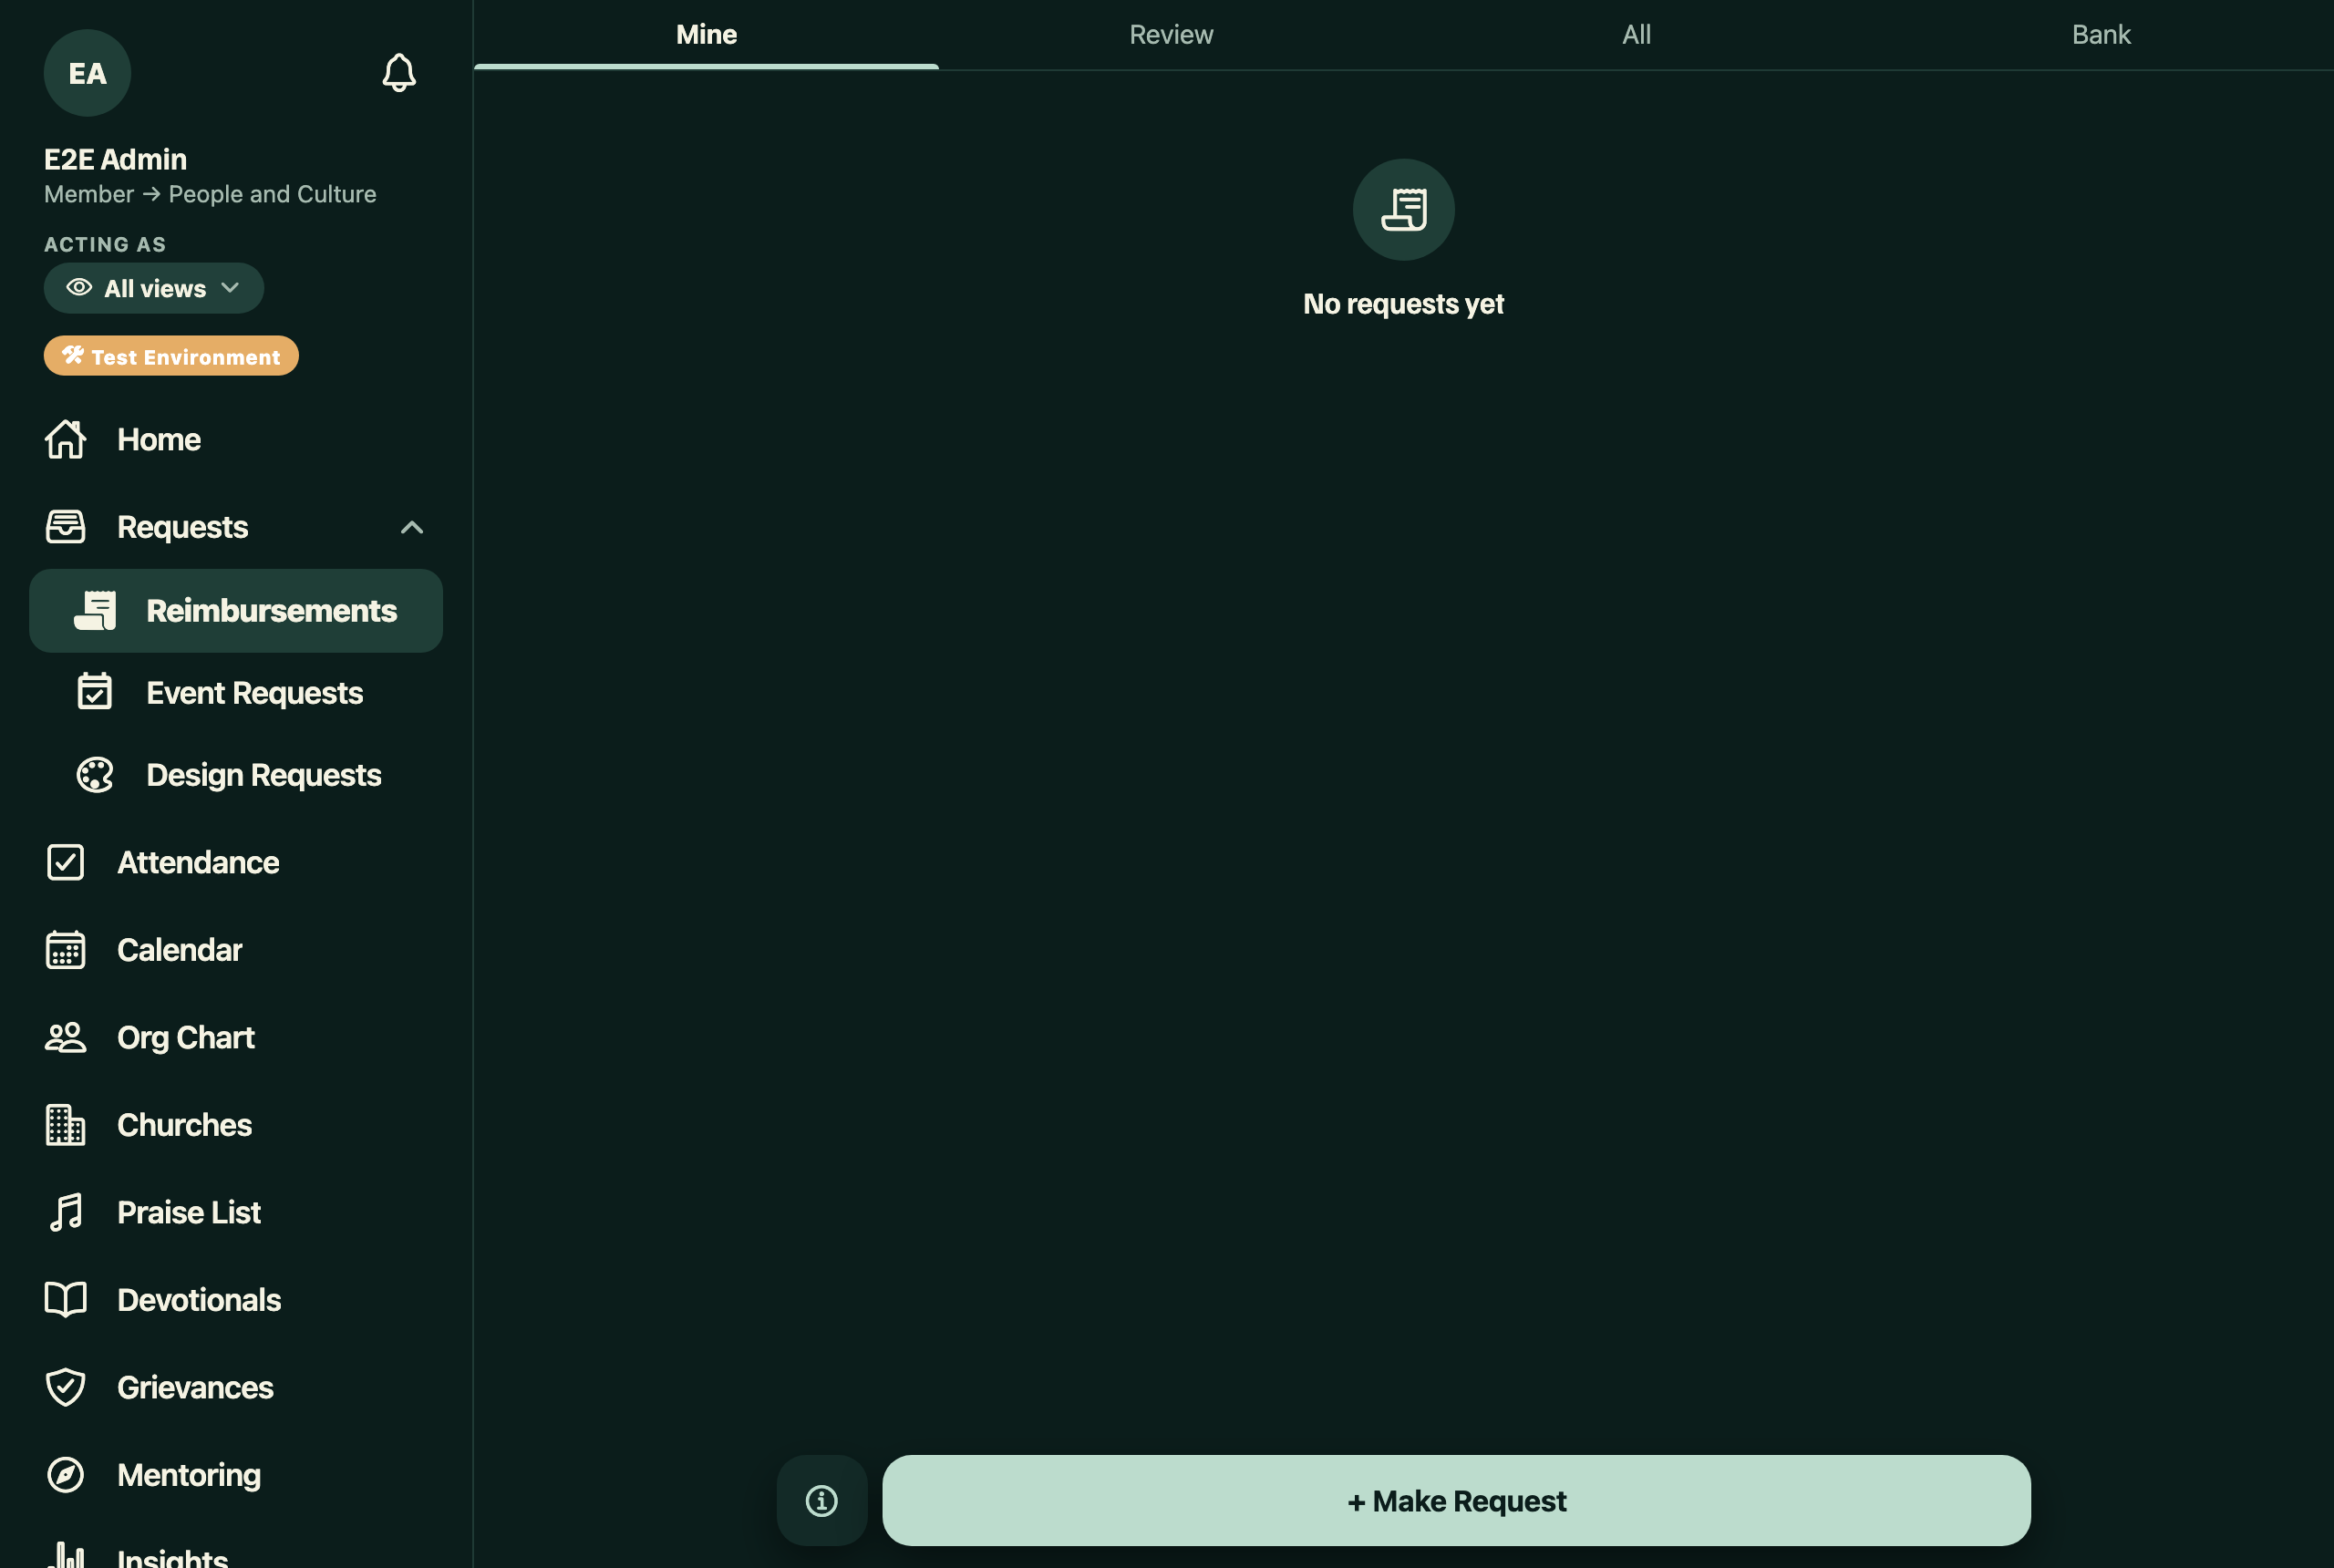 EA
E2E Admin
Member → People and Culture
ACTING AS
All views
🛠 Test Environment
Home
Requests
Reimbursements
Event Requests
Design Requests
Attendance
Calendar
Org Chart
Churches
Praise List
Devotionals
Grievances
Mentoring
Insights
Mine
Review
All
Bank
No requests yet
+ Make Request